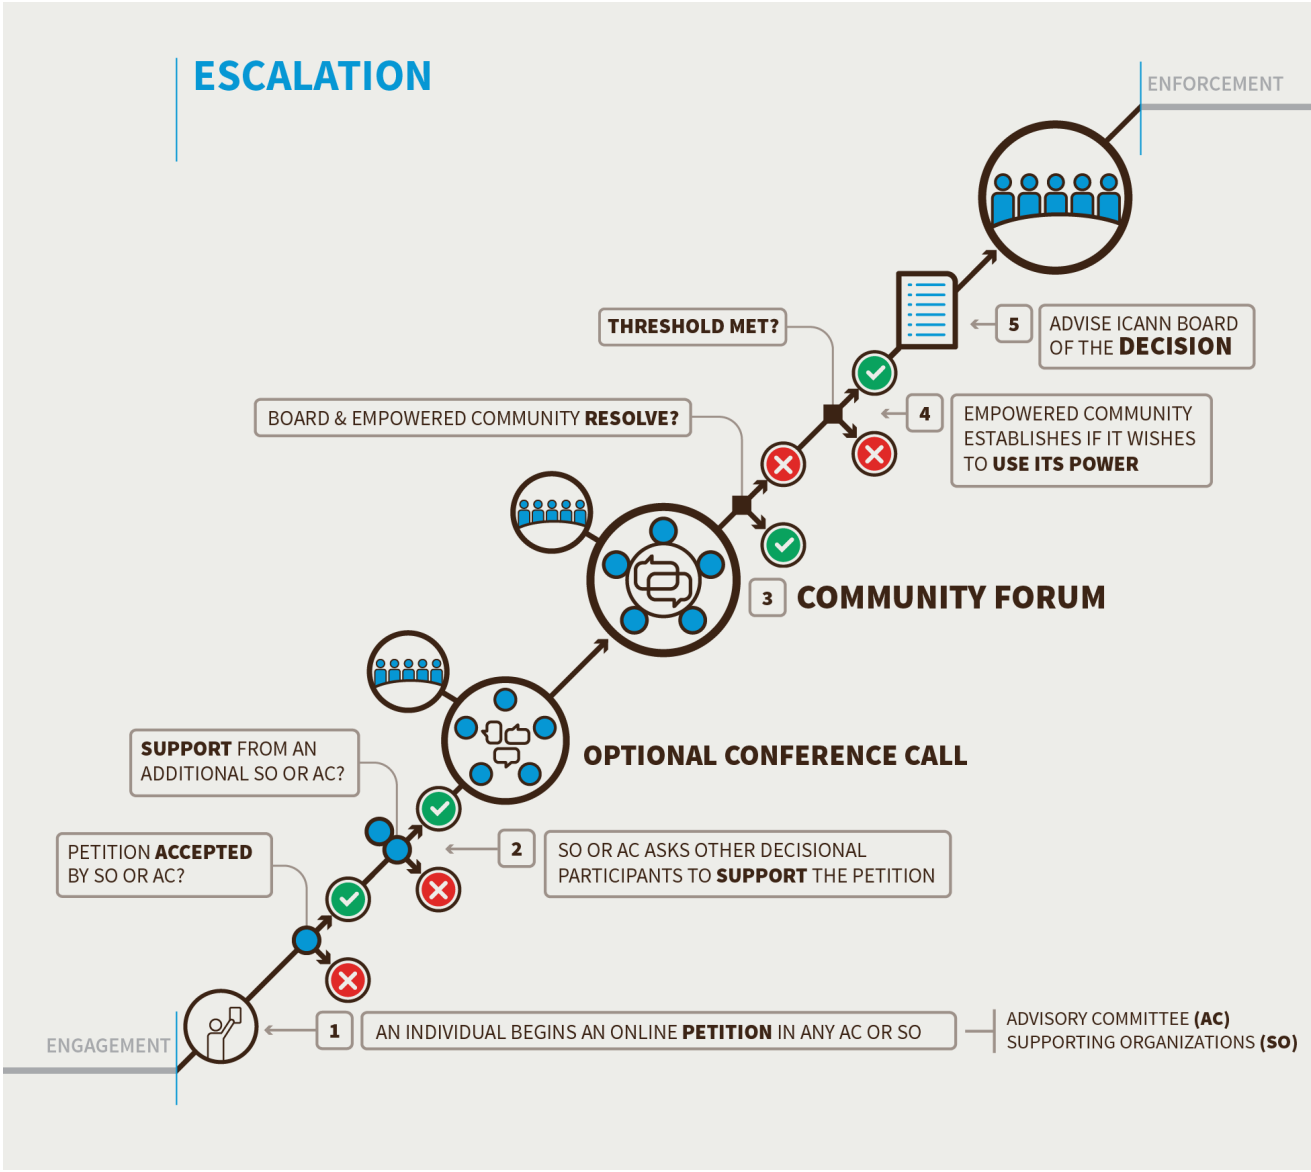 ESCALATION
ENFORCEMENT
THRESHOLD MET?
5
ADVISE ICANN BOARD
OF THE DECISION
BOARD & EMPOWERED COMMUNITY RESOLVE?
4
EMPOWERED COMMUNITY
ESTABLISHES IF IT WISHES
TO USE ITS POWER
3
COMMUNITY FORUM
SUPPORT FROM AN
ADDITIONAL SO OR AC?
OPTIONAL CONFERENCE CALL
PETITION ACCEPTED
BY SO OR AC?
2
SO OR AC ASKS OTHER DECISIONAL
PARTICIPANTS TO SUPPORT THE PETITION
ENGAGEMENT
1
AN INDIVIDUAL BEGINS AN ONLINE PETITION IN ANY AC OR SO
ADVISORY COMMITTEE (AC)
SUPPORTING ORGANIZATIONS (SO)